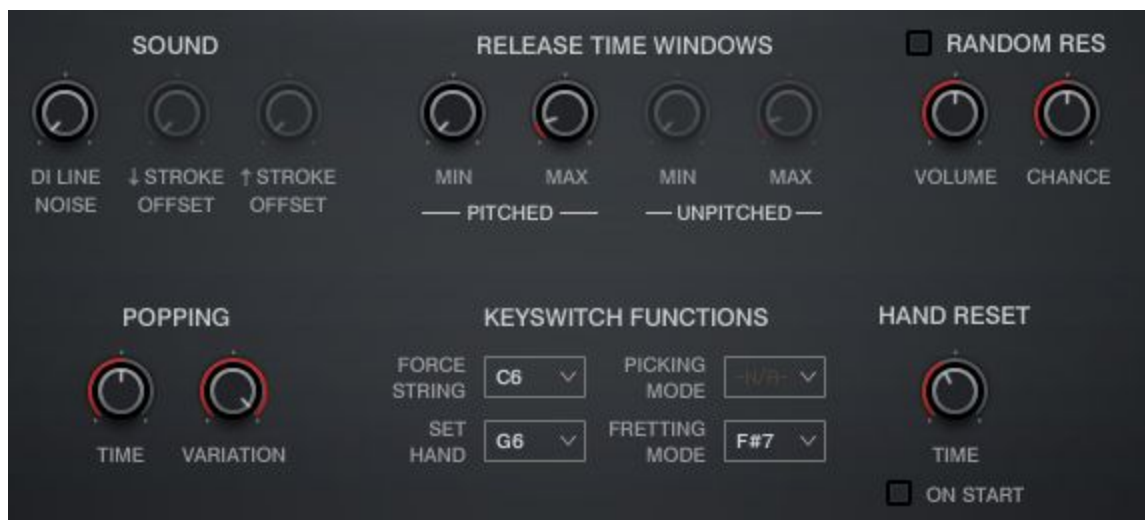 SOUND
RELEASE TIME WINDOWS
RANDOM RES
DI LINE NOISE
↓ STROKE OFFSET
↑ STROKE OFFSET
MIN
MAX
PITCHED
MIN
MAX
UNPITCHED
VOLUME
CHANCE
POPPING
TIME
VARIATION
KEYSWITCH FUNCTIONS
FORCE STRING
C6
PICKING MODE
-N/A-
SET HAND
G6
FRETTING MODE
F#7
HAND RESET
TIME
ON START